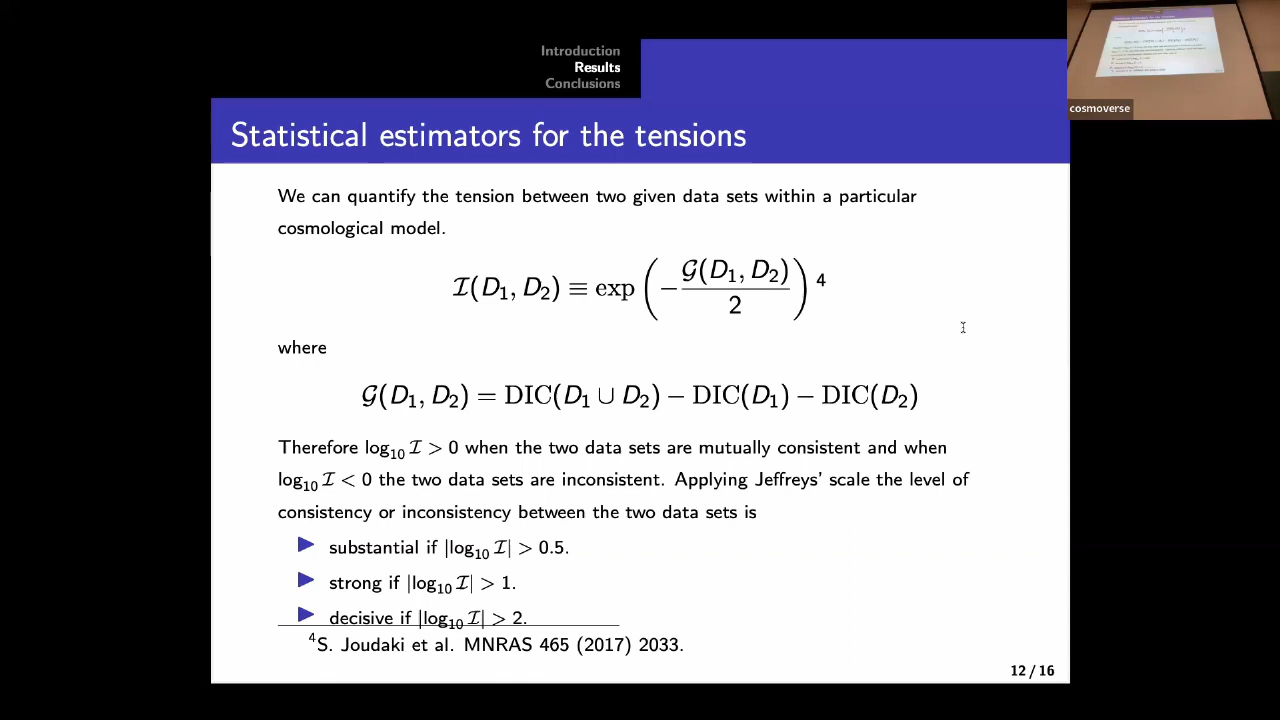 Introduction
Results
Conclusions
cosmoverse
Statistical estimators for the tensions
We can quantify the tension between two given data sets within a particular
cosmological model.
ℐ(D₁, D₂) ≡ exp (−𝒢(D₁, D₂)/2) ⁴
where
𝒢(D₁, D₂) = DIC(D₁ ∪ D₂) − DIC(D₁) − DIC(D₂)
Therefore log₁₀ ℐ > 0 when the two data sets are mutually consistent and when
log₁₀ ℐ < 0 the two data sets are inconsistent. Applying Jeffreys' scale the level of
consistency or inconsistency between the two data sets is
▶ substantial if |log₁₀ ℐ| > 0.5.
▶ strong if |log₁₀ ℐ| > 1.
▶ decisive if |log₁₀ ℐ| > 2.
⁴S. Joudaki et al. MNRAS 465 (2017) 2033.
12 / 16